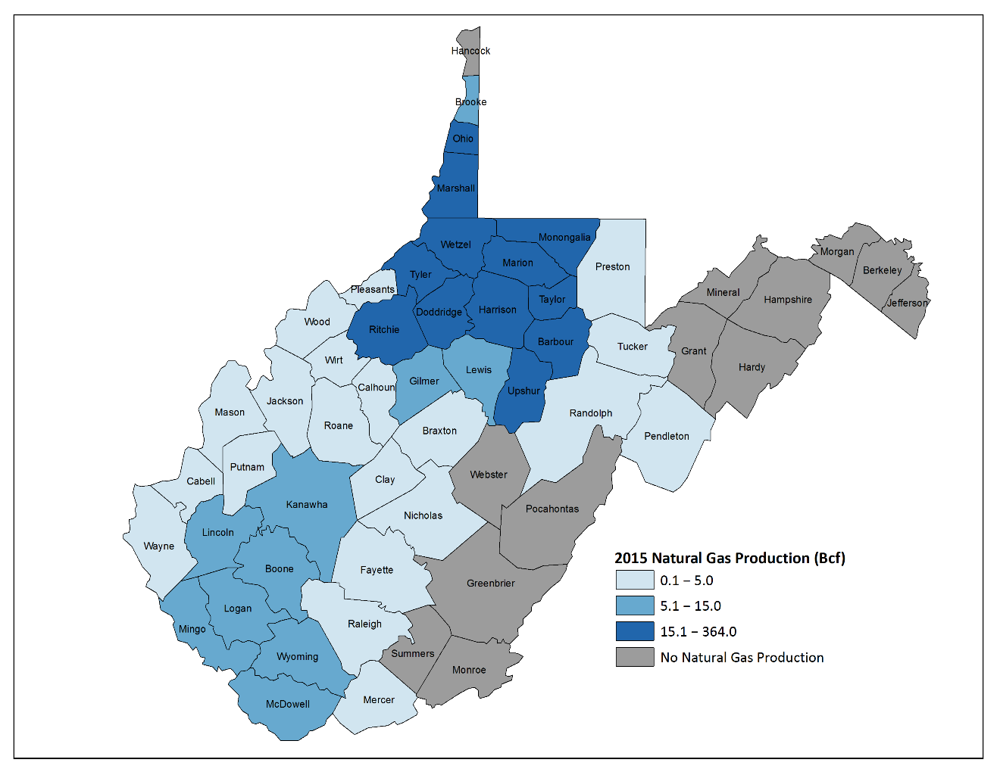 Hancock
Brooke
Ohio
Marshall
Wetzel
Monongalia
Marion
Preston
Tyler
Pleasants
Taylor
Doddridge
Harrison
Ritchie
Wood
Barbour
Wirt
Lewis
Gilmer
Calhoun
Upshur
Tucker
Morgan
Berkeley
Jefferson
Mineral
Hampshire
Grant
Hardy
Mason
Jackson
Roane
Braxton
Randolph
Pendleton
Putnam
Cabell
Clay
Webster
Kanawha
Nicholas
Pocahontas
Lincoln
Wayne
Boone
Fayette
Greenbrier
Logan
Mingo
Raleigh
Wyoming
Summers
Monroe
McDowell
Mercer
2015 Natural Gas Production (Bcf)
0.1 – 5.0
5.1 – 15.0
15.1 – 364.0
No Natural Gas Production